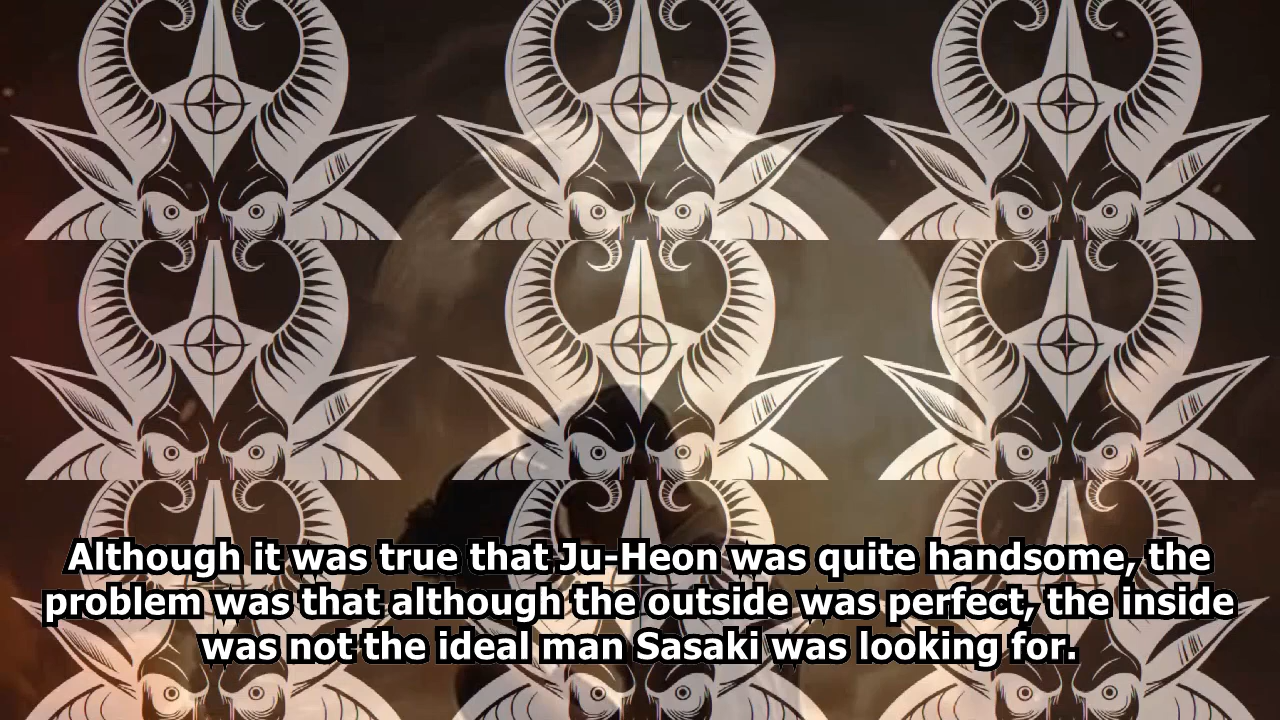 Although it was true that Ju-Heon was quite handsome, the
problem was that although the outside was perfect, the inside
was not the ideal man Sasaki was looking for.